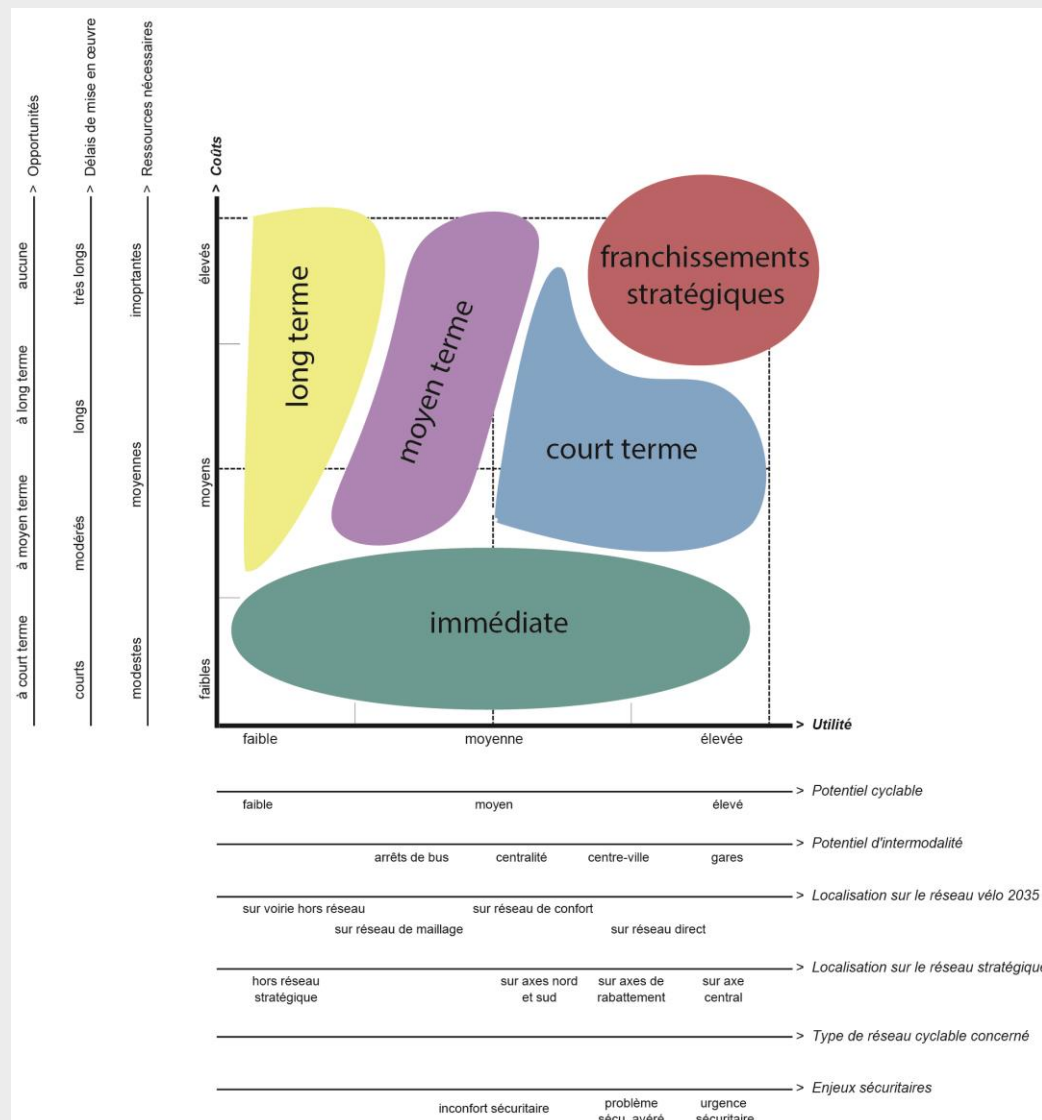 > Opportunités
aucune
à long terme
à moyen terme
à court terme
> Délais de mise en œuvre
très longs
longs
modérés
courts
> Ressources nécessaires
imoprtantes
moyennes
modestes
> Coûts
élevés
moyens
faibles
long terme
moyen terme
court terme
franchissements
stratégiques
immédiate
> Utilité
faible
moyenne
élevée
> Potentiel cyclable
faible
moyen
élevé
> Potentiel d'intermodalité
arrêts de bus
centralité
centre-ville
gares
> Localisation sur le réseau vélo 2035
sur voirie hors réseau
sur réseau de confort
sur réseau de maillage
sur réseau direct
> Localisation sur le réseau stratégique
hors réseau
stratégique
sur axes nord
et sud
sur axes de
rabattement
sur axe
central
> Type de réseau cyclable concerné
> Enjeux sécuritaires
inconfort sécuritaire
problème
sécu. avéré
urgence
sécuritaire